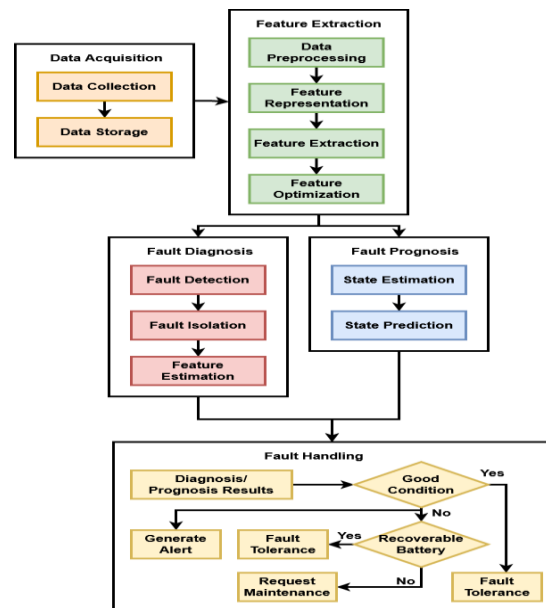 Data Acquisition
Data Collection
Data Storage
Feature Extraction
Data
Preprocessing
Feature
Representation
Feature Extraction
Feature
Optimization
Fault Diagnosis
Fault Detection
Fault Isolation
Feature
Estimation
Fault Prognosis
State Estimation
State Prediction
Fault Handling
Diagnosis/
Prognosis Results
Good
Condition
Yes
No
Generate
Alert
Fault
Tolerance
Yes
Recoverable
Battery
No
Request
Maintenance
Fault
Tolerance